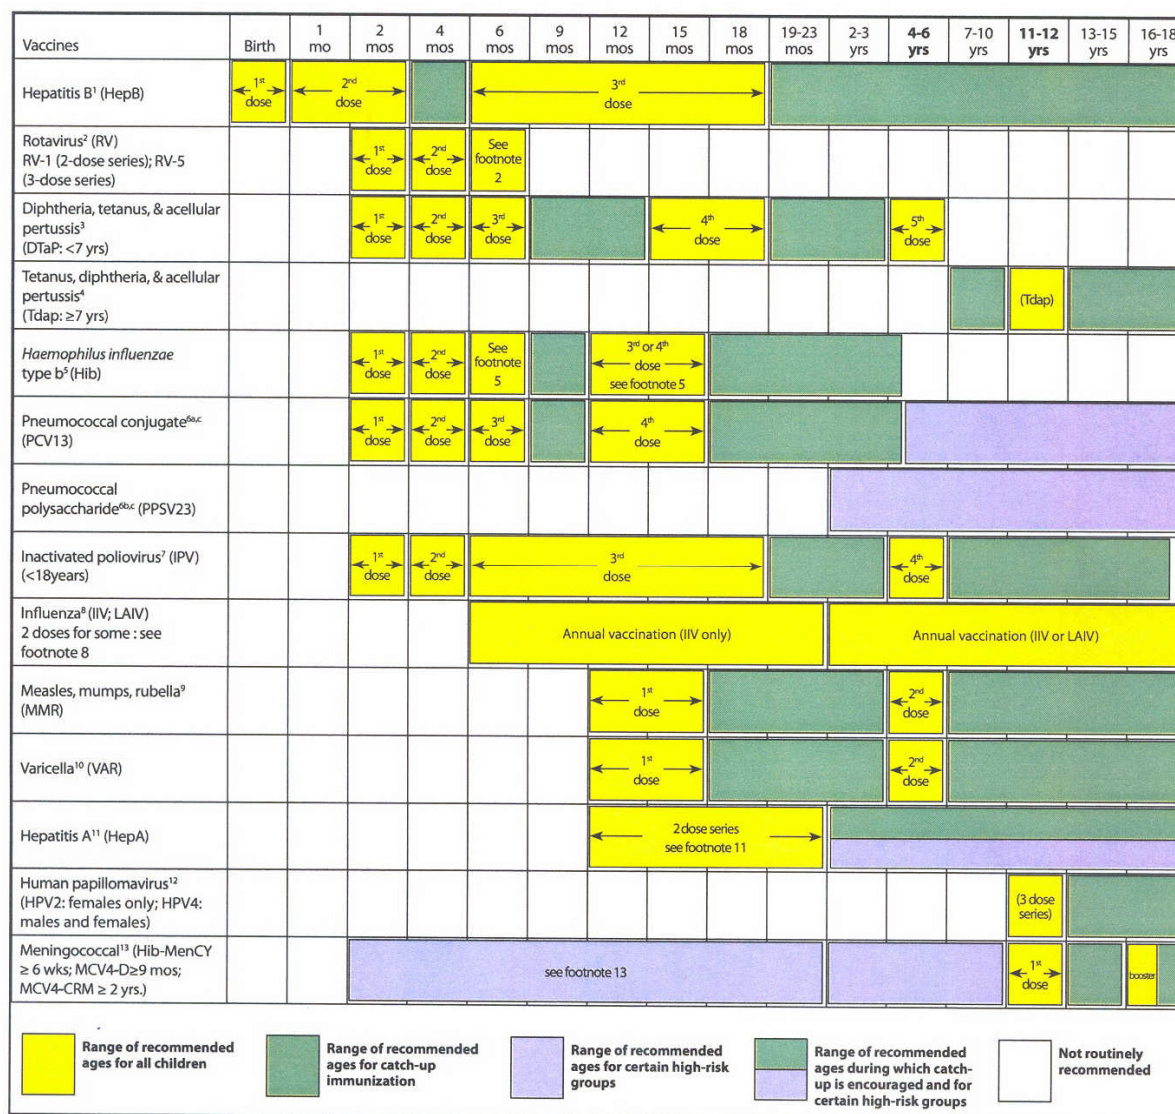 Vaccines Birth 1 mo 2 mos 4 mos 6 mos 9 mos 12 mos 15 mos 18 mos 19-23 mos 2-3 yrs 4-6 yrs 7-10 yrs 11-12 yrs 13-15 yrs 16-18 yrs
Hepatitis B¹ (HepB)
1st dose
2nd dose
3rd dose
Rotavirus² (RV)
RV-1 (2-dose series); RV-5
(3-dose series)
1st dose
2nd dose
See footnote 2
Diphtheria, tetanus, & acellular
pertussis³
(DTaP: <7 yrs)
1st dose
2nd dose
3rd dose
4th dose
5th dose
Tetanus, diphtheria, & acellular
pertussis⁴
(Tdap: ≥7 yrs)
(Tdap)
Haemophilus influenzae
type b⁵ (Hib)
1st dose
2nd dose
See footnote 5
3rd or 4th
dose
see footnote 5
Pneumococcal conjugate⁶ᵃ,ᶜ
(PCV13)
1st dose
2nd dose
3rd dose
4th dose
Pneumococcal
polysaccharide⁶ᵇ,ᶜ (PPSV23)
Inactivated poliovirus⁷ (IPV)
(<18years)
1st dose
2nd dose
3rd dose
4th dose
Influenza⁸ (IIV; LAIV)
2 doses for some : see
footnote 8
Annual vaccination (IIV only)
Annual vaccination (IIV or LAIV)
Measles, mumps, rubella⁹
(MMR)
1st dose
2nd dose
Varicella¹⁰ (VAR)
1st dose
2nd dose
Hepatitis A¹¹ (HepA)
2 dose series
see footnote 11
Human papillomavirus¹²
(HPV2: females only; HPV4:
males and females)
(3 dose
series)
Meningococcal¹³ (Hib-MenCY
≥ 6 wks; MCV4-D≥9 mos;
MCV4-CRM ≥ 2 yrs.)
see footnote 13
1st dose
booster
Range of recommended
ages for all children
Range of recommended
ages for catch-up
immunization
Range of recommended
ages for certain high-risk
groups
Range of recommended
ages during which catch-
up is encouraged and for
certain high-risk groups
Not routinely
recommended